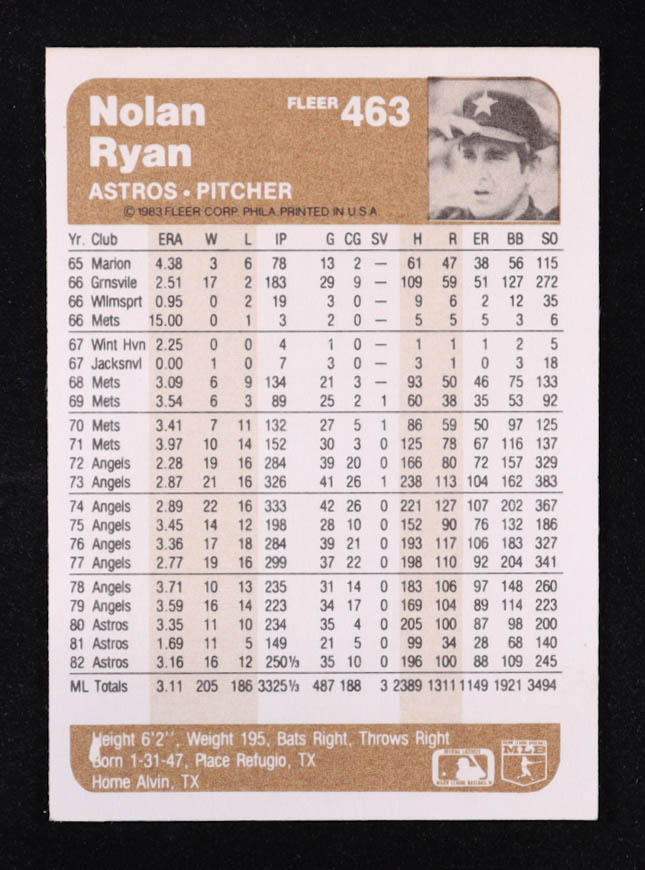 Nolan
Ryan
FLEER 463
ASTROS • PITCHER
© 1983 FLEER CORP. PHILA. PRINTED IN U.S.A.
Yr. Club ERA W L IP G CG SV H R ER BB SO
65 Marion 4.38 3 6 78 13 2 — 61 47 38 56 115
66 Grnsvile 2.51 17 2 183 29 9 — 109 59 51 127 272
66 Wllmsprt 0.95 0 2 19 3 0 — 9 6 2 12 35
66 Mets 15.00 0 1 3 2 0 — 5 5 5 3 6
67 Wint Hvn 2.25 0 0 4 1 0 — 1 1 1 2 5
67 Jacksnvl 0.00 1 0 7 3 0 — 3 1 0 3 18
68 Mets 3.09 6 9 134 21 3 — 93 50 46 75 133
69 Mets 3.54 6 3 89 25 2 1 60 38 35 53 92
70 Mets 3.41 7 11 132 27 5 1 86 59 50 97 125
71 Mets 3.97 10 14 152 30 3 0 125 78 67 116 137
72 Angels 2.28 19 16 284 39 20 0 166 80 72 157 329
73 Angels 2.87 21 16 326 41 26 1 238 113 104 162 383
74 Angels 2.89 22 16 333 42 26 0 221 127 107 202 367
75 Angels 3.45 14 12 198 28 10 0 152 90 76 132 186
76 Angels 3.36 17 18 284 39 21 0 193 117 106 183 327
77 Angels 2.77 19 16 299 37 22 0 198 110 92 204 341
78 Angels 3.71 10 13 235 31 14 0 183 106 97 148 260
79 Angels 3.59 16 14 223 34 17 0 169 104 89 114 223
80 Astros 3.35 11 10 234 35 4 0 205 100 87 98 200
81 Astros 1.69 11 5 149 21 5 0 99 34 28 68 140
82 Astros 3.16 16 12 250⅓ 35 10 0 196 100 88 109 245
ML Totals 3.11 205 186 3325⅓ 487 188 3 2389 1311 1149 1921 3494
Height 6'2'', Weight 195, Bats Right, Throws Right
Born 1-31-47, Place Refugio, TX
Home Alvin, TX
MLB